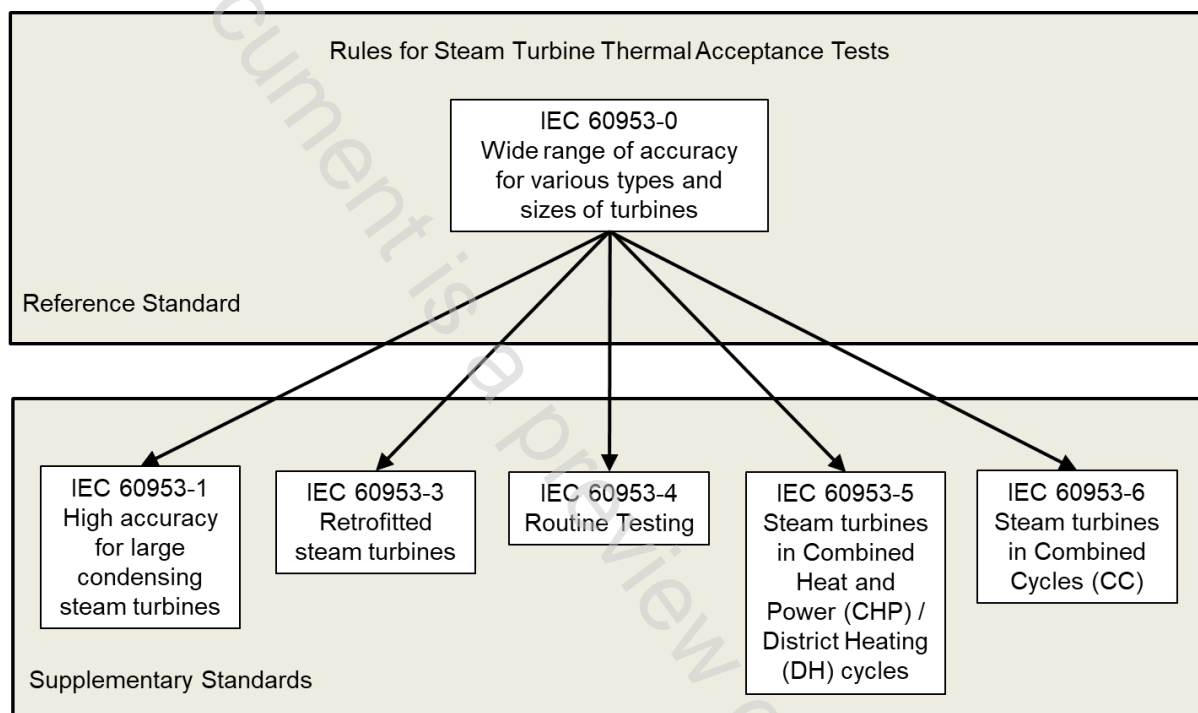 Rules for Steam Turbine Thermal Acceptance Tests
IEC 60953-0
Wide range of accuracy
for various types and
sizes of turbines
Reference Standard
IEC 60953-1
High accuracy
for large
condensing
steam turbines
IEC 60953-3
Retrofitted
steam turbines
IEC 60953-4
Routine Testing
IEC 60953-5
Steam turbines
in Combined
Heat and
Power (CHP) /
District Heating
(DH) cycles
IEC 60953-6
Steam turbines
in Combined
Cycles (CC)
Supplementary Standards
is a preview